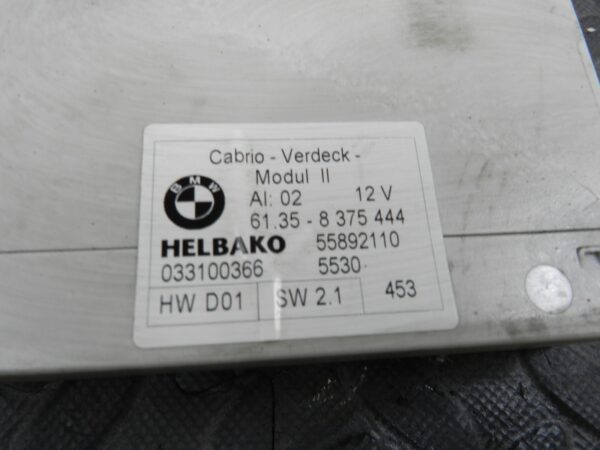 Cabrio - Verdeck -
Modul II
BMW
AI: 02 12 V
61.35 - 8 375 444
HELBAKO 55892110
033100366 5530
HW D01 SW 2.1 453